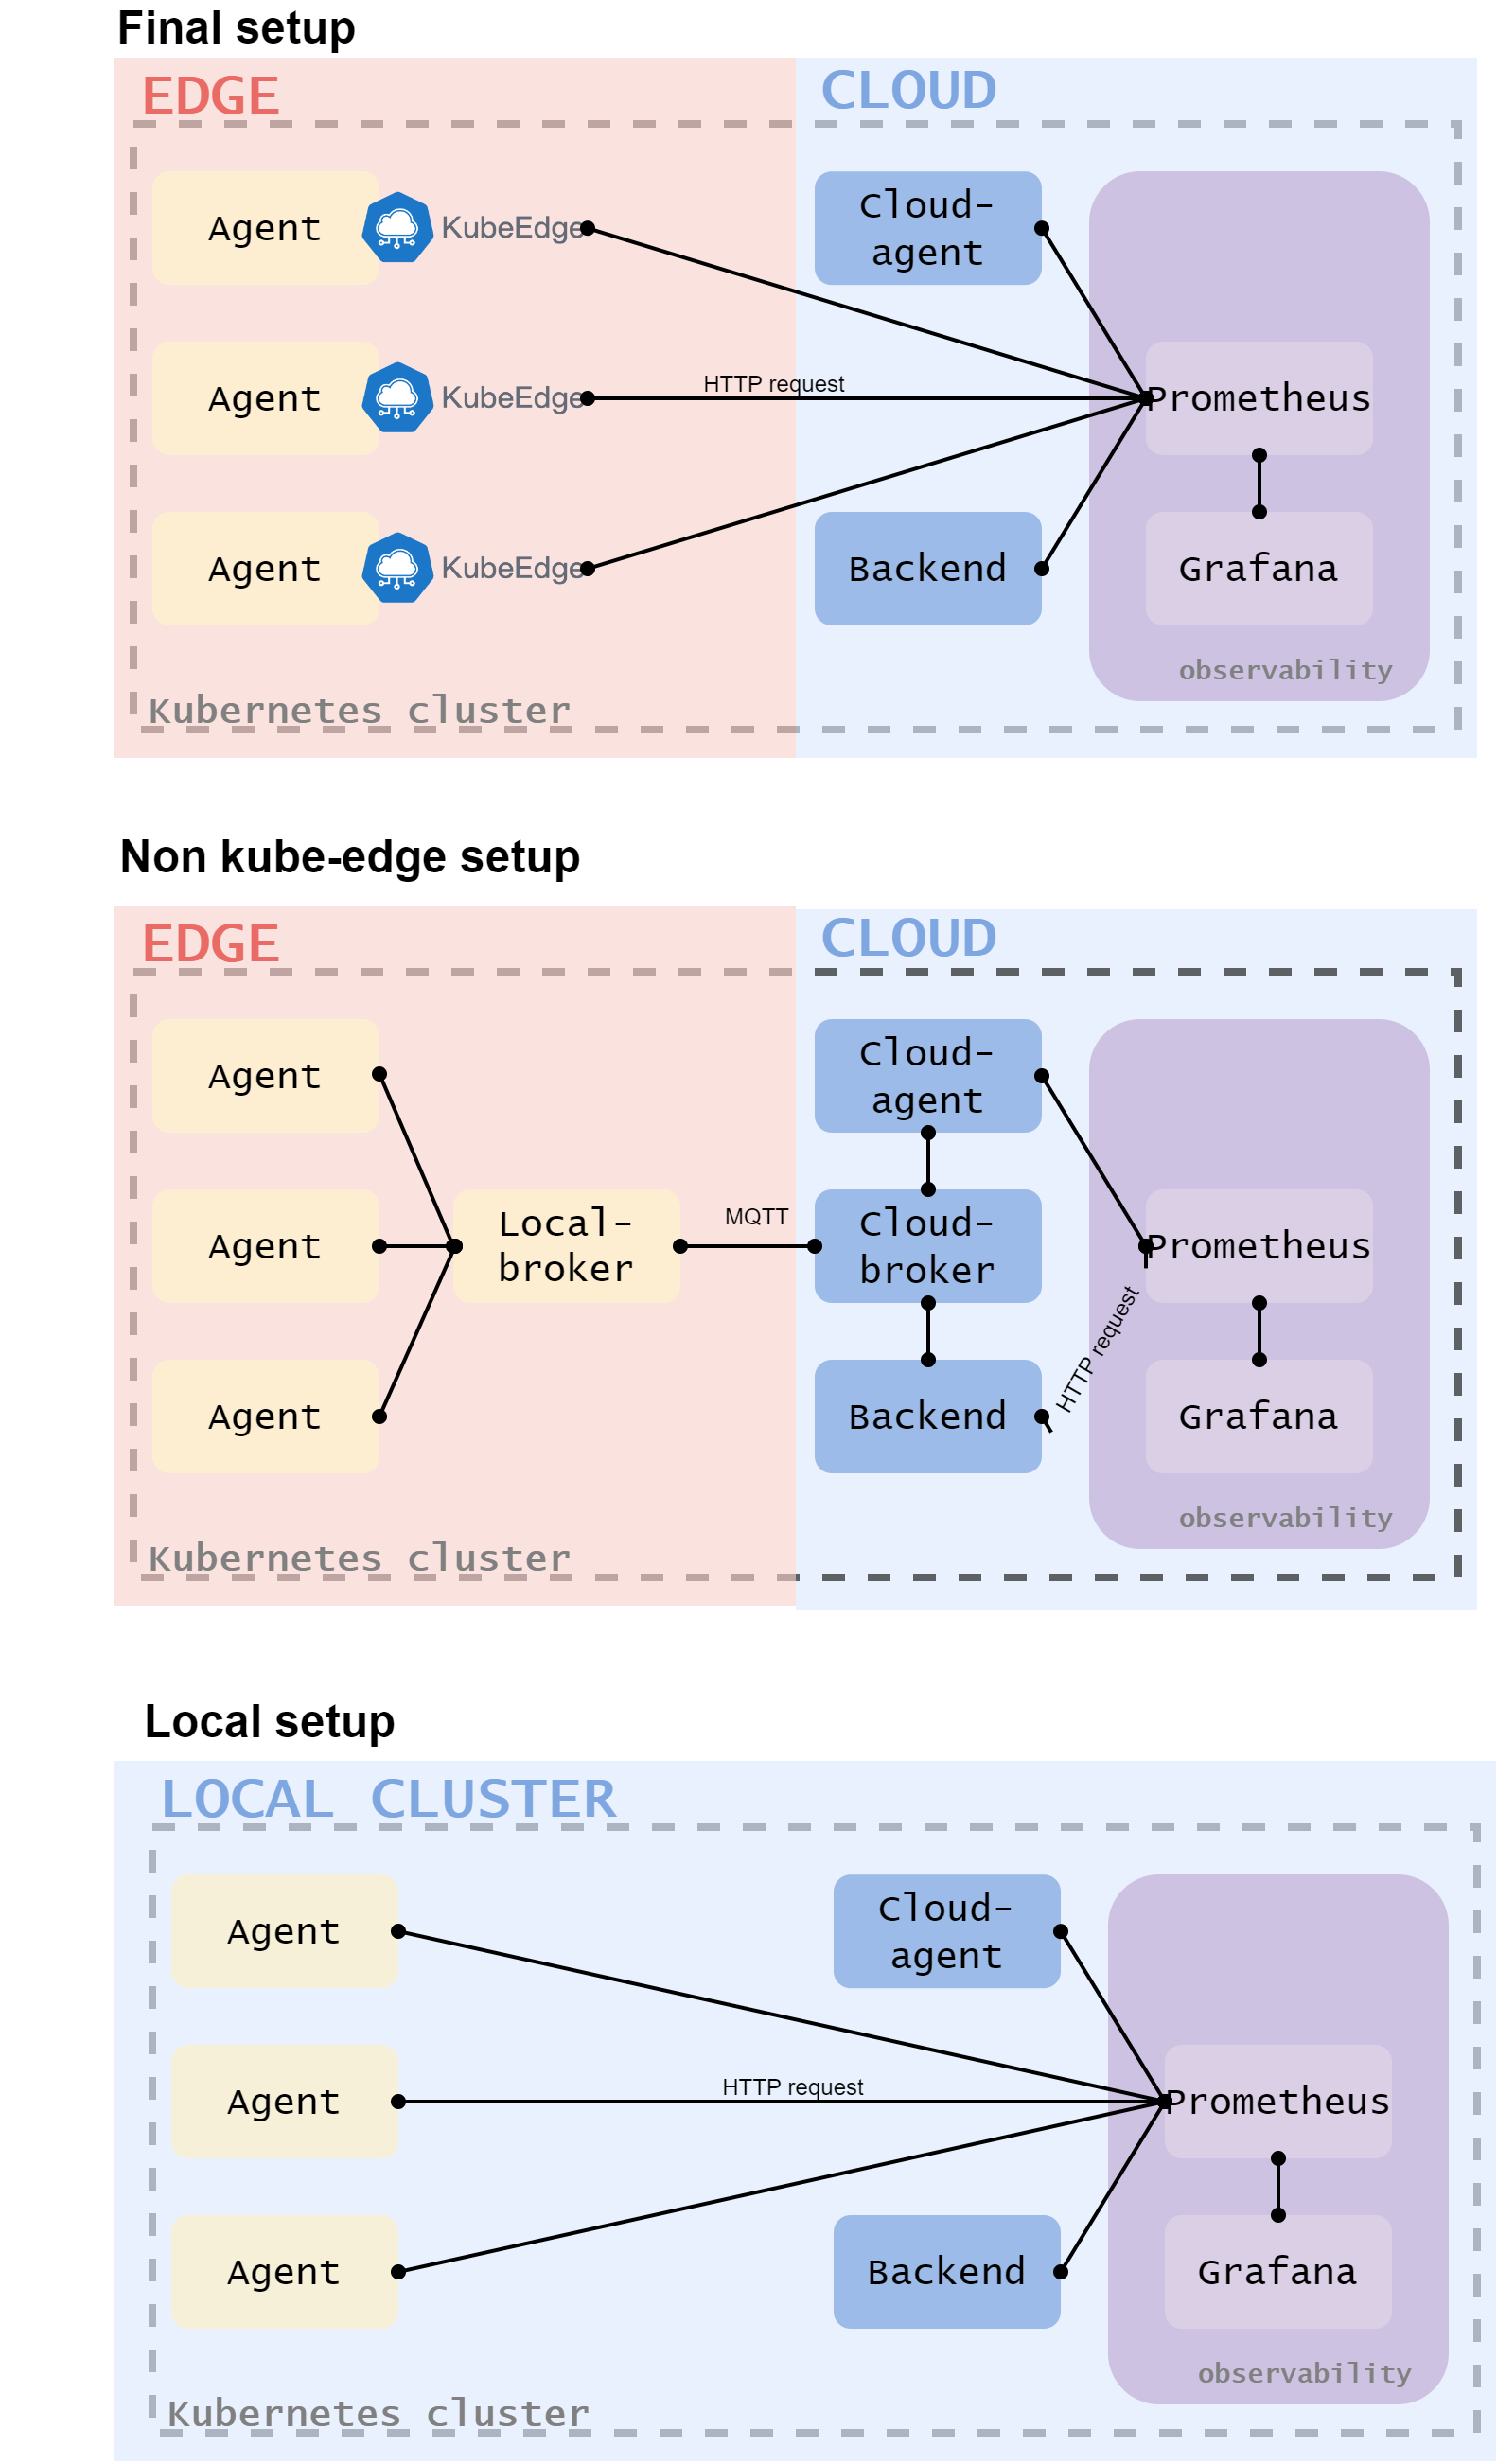 Final setup
EDGE
CLOUD
Agent
KubeEdge
Cloud-
agent
Agent
KubeEdge
HTTP request
Prometheus
Agent
KubeEdge
Backend
Grafana
observability
Kubernetes cluster
Non kube-edge setup
EDGE
CLOUD
Agent
Cloud-
agent
Agent
Local-
broker
MQTT
Cloud-
broker
Prometheus
HTTP request
Agent
Backend
Grafana
observability
Kubernetes cluster
Local setup
LOCAL CLUSTER
Agent
Cloud-
agent
Agent
HTTP request
Prometheus
Agent
Backend
Grafana
observability
Kubernetes cluster